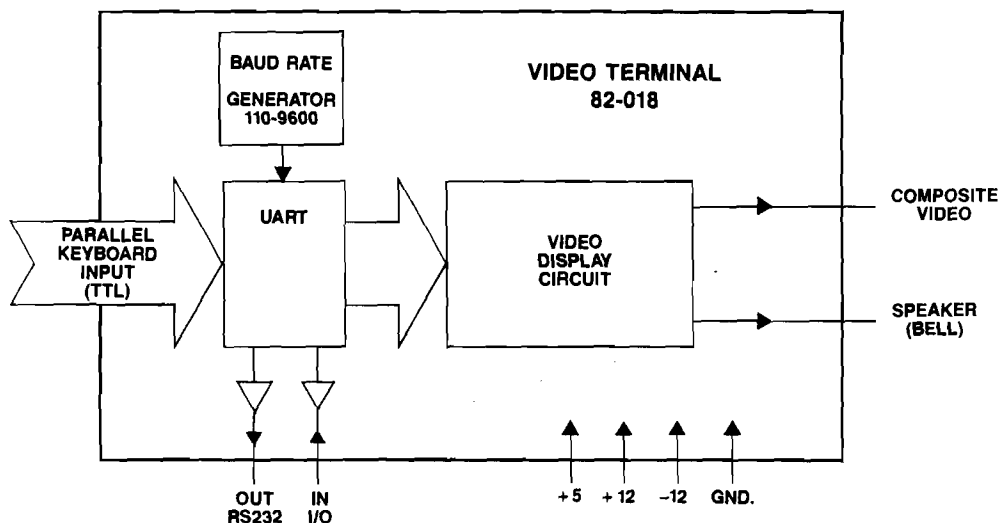 BAUD RATE
GENERATOR
110-9600
VIDEO TERMINAL
82-018
PARALLEL
KEYBOARD
INPUT
(TTL)
UART
VIDEO
DISPLAY
CIRCUIT
COMPOSITE
VIDEO
SPEAKER
(BELL)
OUT IN
RS232 I/O
+5 +12 -12 GND.